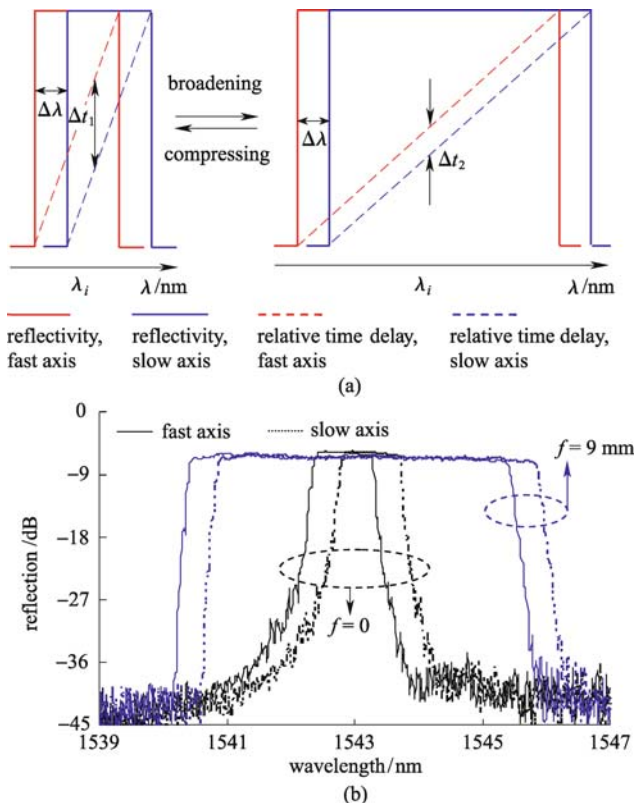 broadening
compressing
Δλ
Δt₁
Δλ
Δt₂
λᵢ
λ/nm
λᵢ
λ/nm
reflectivity,
fast axis
reflectivity,
slow axis
relative time delay,
fast axis
relative time delay,
slow axis
(a)
fast axis
slow axis
f = 9 mm
f = 0
reflection /dB
0
−9
−18
−27
−36
−45
1539
1541
1543
1545
1547
wavelength/nm
(b)